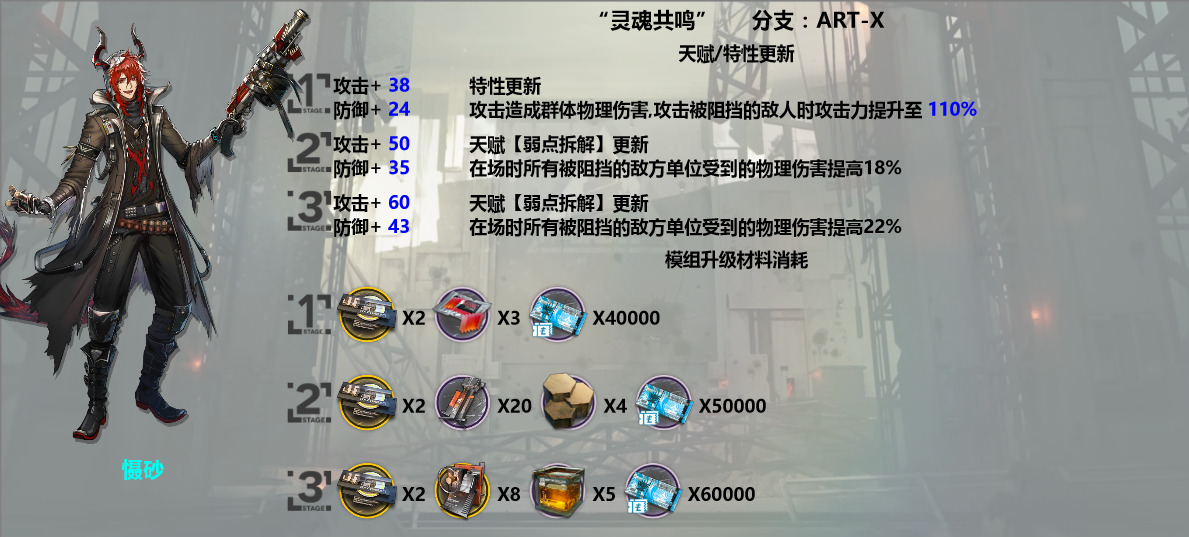 “灵魂共鸣” 分支：ART-X
天赋/特性更新
1 STAGE. 攻击+ 38 特性更新
防御+ 24 攻击造成群体物理伤害,攻击被阻挡的敌人时攻击力提升至 110%
2 STAGE. 攻击+ 50 天赋【弱点拆解】更新
防御+ 35 在场时所有被阻挡的敌方单位受到的物理伤害提高18%
3 STAGE. 攻击+ 60 天赋【弱点拆解】更新
防御+ 43 在场时所有被阻挡的敌方单位受到的物理伤害提高22%
模组升级材料消耗
1 STAGE. X2 X3 X40000
2 STAGE. X2 X20 X4 X50000
慑砂
3 STAGE. X2 X8 X5 X60000